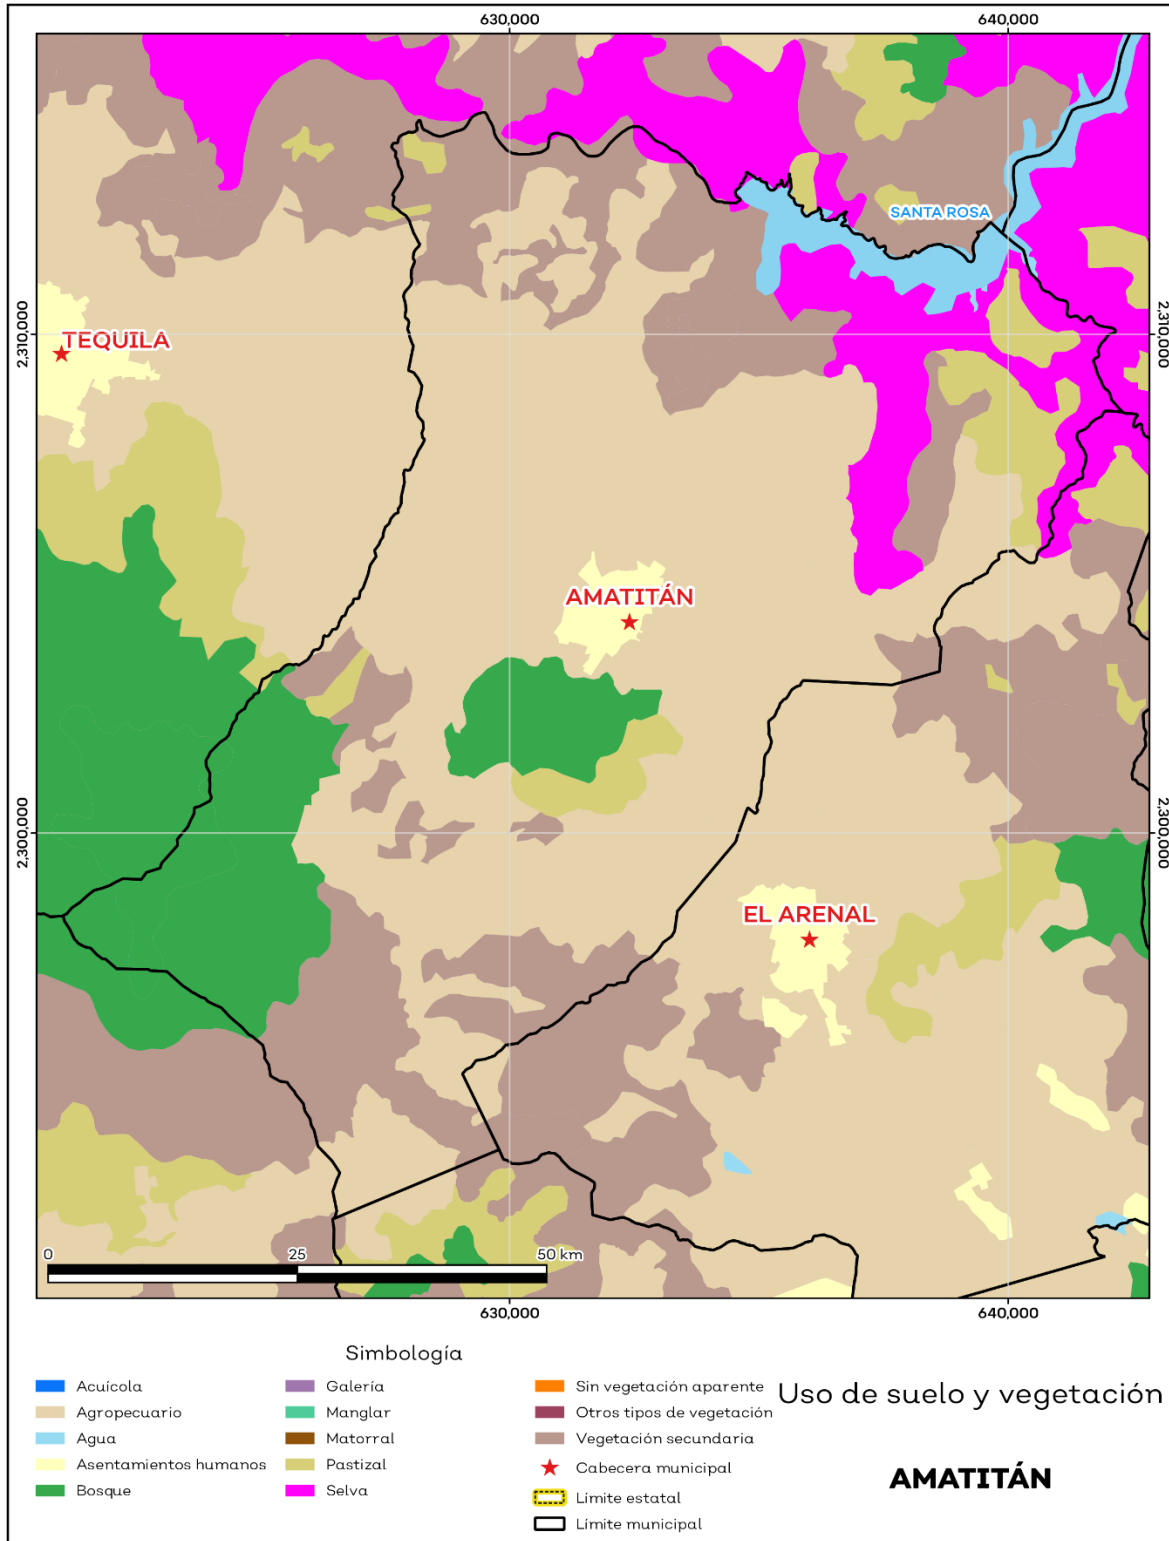 630,000
640,000
SANTA ROSA
2,310,000
2,310,000
TEQUILA
AMATITÁN
2,300,000
2,300,000
EL ARENAL
0
25
50 km
630,000
640,000
Simbología
Acuícola
Agropecuario
Agua
Asentamientos humanos
Bosque
Galería
Manglar
Matorral
Pastizal
Selva
Sin vegetación aparente
Otros tipos de vegetación
Vegetación secundaria
Cabecera municipal
Límite estatal
Límite municipal
Uso de suelo y vegetación
AMATITÁN